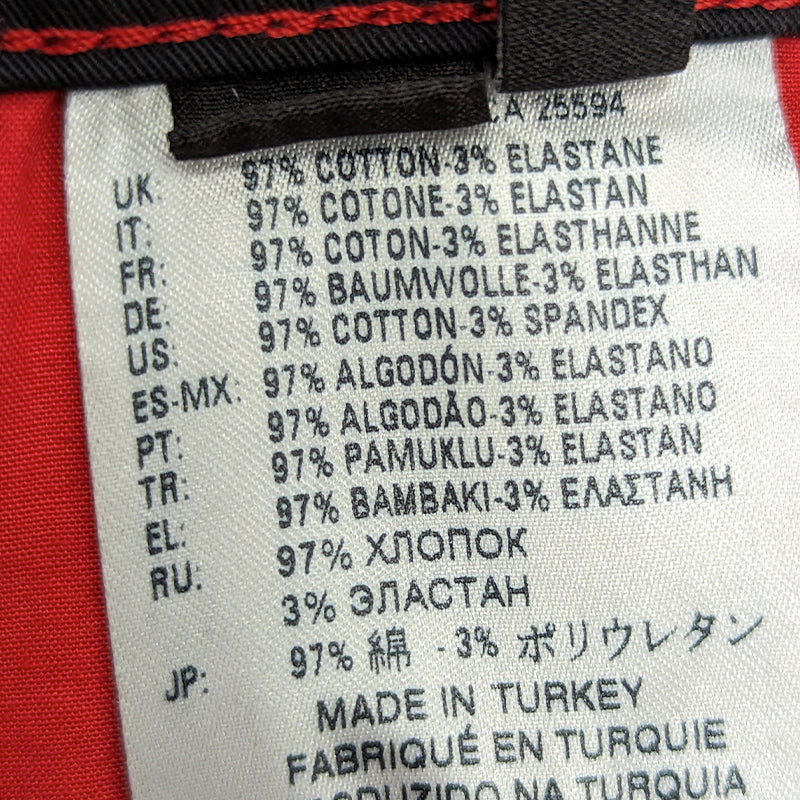 CA 25594
UK: 97% COTTON-3% ELASTANE
IT: 97% COTONE-3% ELASTAN
FR: 97% COTON-3% ELASTHANNE
DE: 97% BAUMWOLLE-3% ELASTHAN
US: 97% COTTON-3% SPANDEX
ES-MX: 97% ALGODÓN-3% ELASTANO
PT: 97% ALGODÃO-3% ELASTANO
TR: 97% PAMUKLU-3% ELASTAN
EL: 97% BAMBAKI-3% ΕΛΑΣΤΑΝΗ
RU: 97% ХЛОПОК
3% ЭЛАСТАН
JP: 97% 綿 -3% ポリウレタン
MADE IN TURKEY
FABRIQUÉ EN TURQUIE
NA TURQUIA